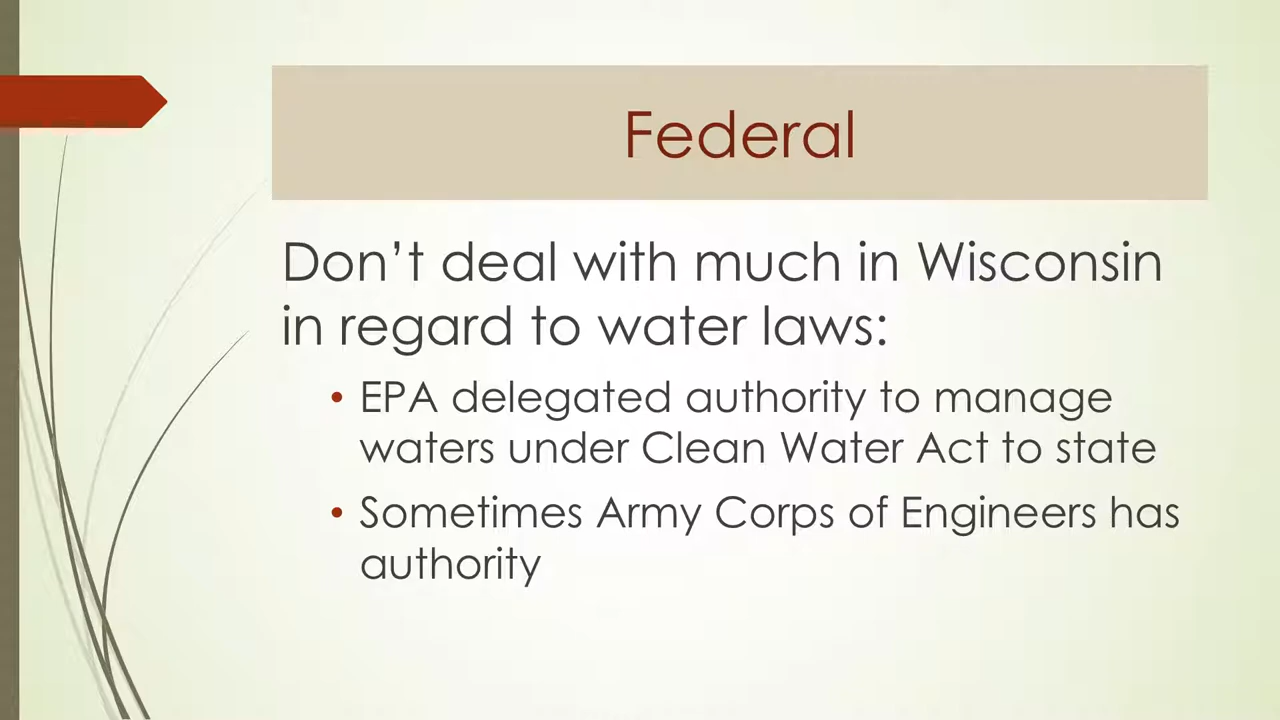 Federal
Don’t deal with much in Wisconsin
in regard to water laws:
• EPA delegated authority to manage
waters under Clean Water Act to state
• Sometimes Army Corps of Engineers has
authority